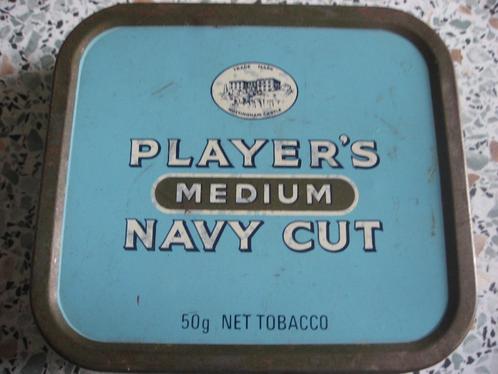 TRADE MARK
NOTTINGHAM CASTLE
PLAYER'S
MEDIUM
NAVY CUT
50g NET TOBACCO